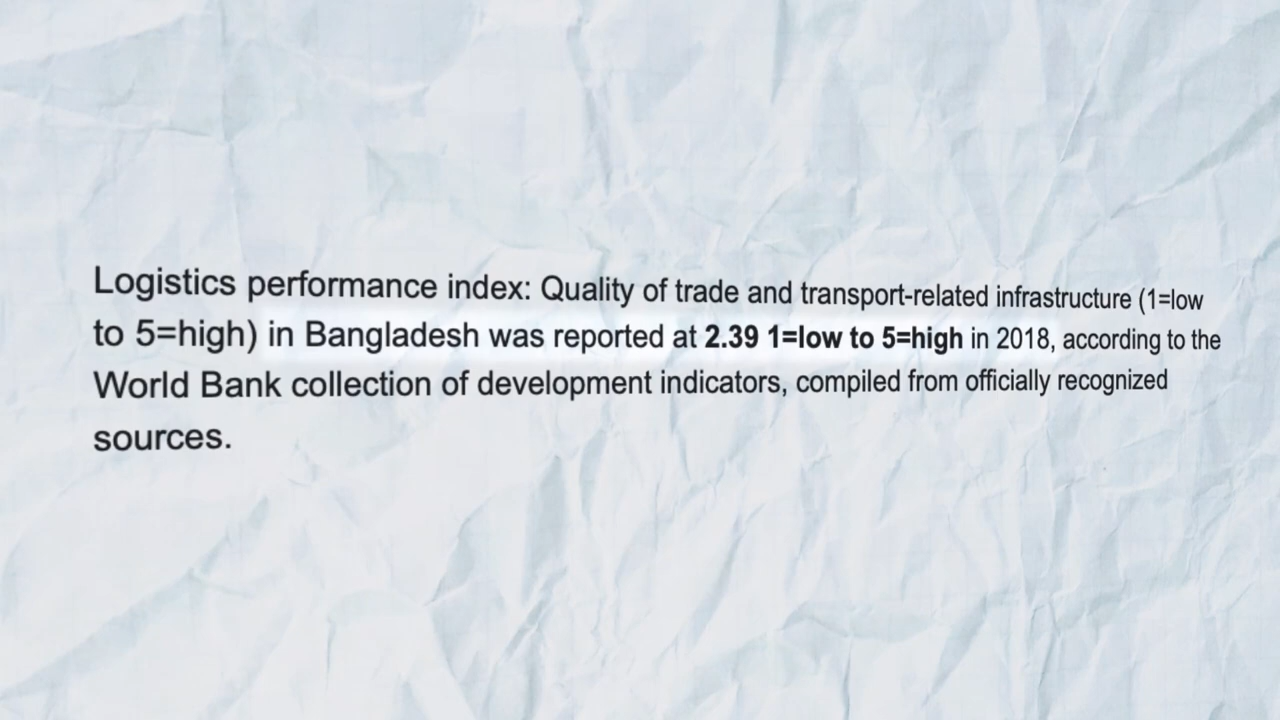 Logistics performance index: Quality of trade and transport-related infrastructure (1=low
to 5=high) in Bangladesh was reported at 2.39 1=low to 5=high in 2018, according to the
World Bank collection of development indicators, compiled from officially recognized
sources.